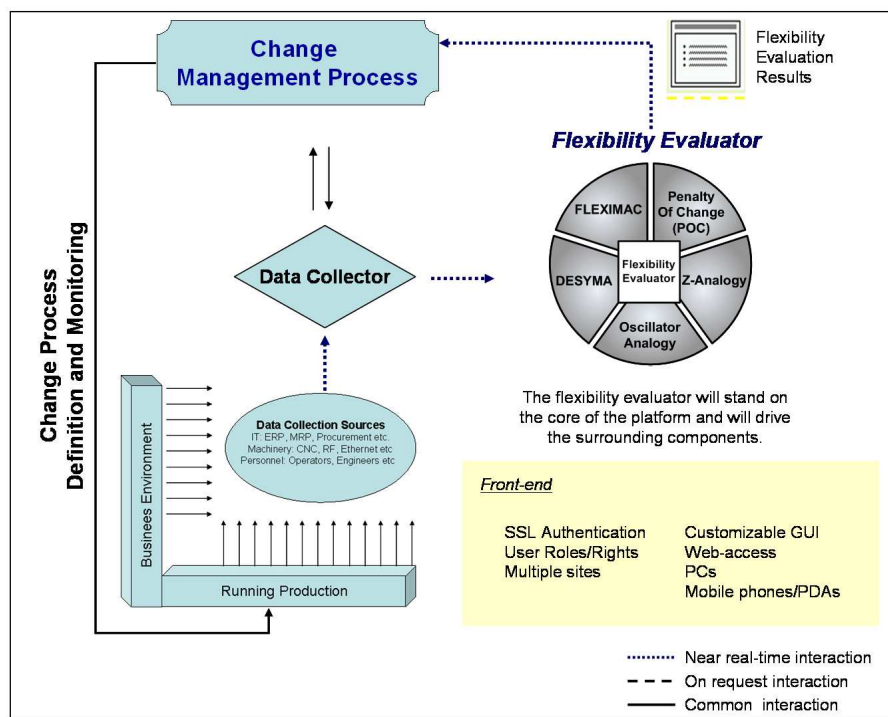 Change
Management Process
Flexibility
Evaluation
Results
Flexibility Evaluator
FLEXIMAC
Penalty
Of Change
(POC)
DESYMA
Flexibility
Evaluator
Z-Analogy
Oscillator
Analogy
Data Collector
Change Process
Definition and Monitoring
The flexibility evaluator will stand on
the core of the platform and will drive
the surrounding components.
Data Collection Sources
IT: ERP, MRP, Procurement etc.
Machinery: CNC, RF, Ethernet etc
Personnel: Operators, Engineers etc
Businees Environment
Running Production
Front-end
SSL Authentication
User Roles/Rights
Multiple sites
Customizable GUI
Web-access
PCs
Mobile phones/PDAs
Near real-time interaction
On request interaction
Common interaction